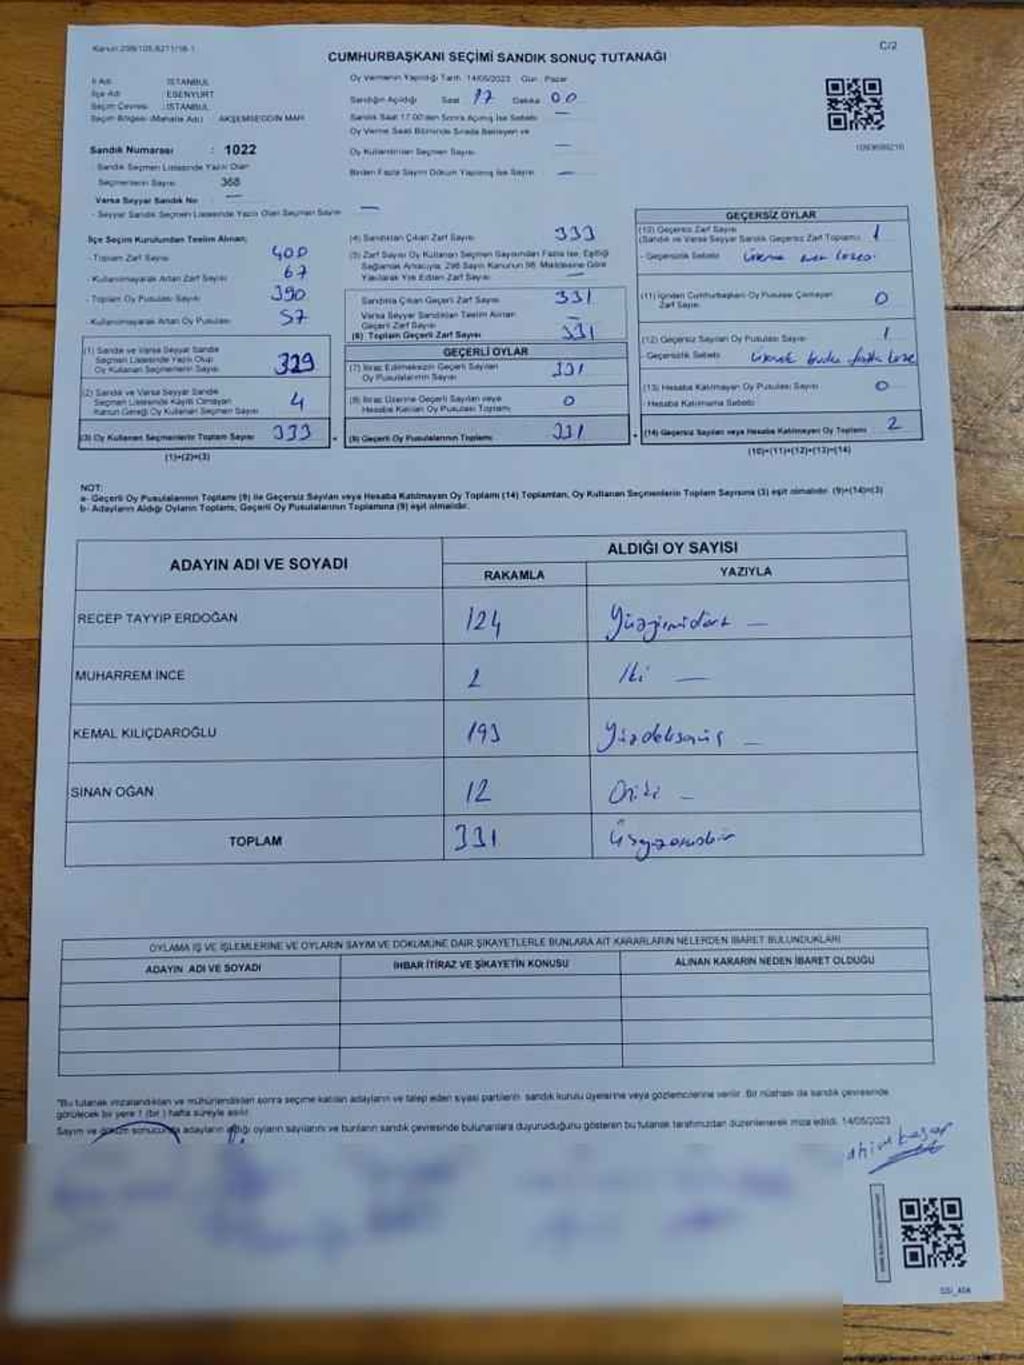 Kanun:298/105,6271/18-1
C/2
CUMHURBAŞKANI SEÇİMİ SANDIK SONUÇ TUTANAĞI
İl Adı : İSTANBUL
İlçe Adı : ESENYURT
Seçim Çevresi : İSTANBUL
Seçim Bölgesi (Mahalle Adı) : AKŞEMSEDDİN MAH.
Sandık Numarası : 1022
- Sandık Seçmen Listesinde Yazılı Olan
Seçmenlerin Sayısı 368
Varsa Seyyar Sandık No —
- Seyyar Sandık Seçmen Listesinde Yazılı Olan Seçmen Sayısı —
Oy Vermenin Yapıldığı Tarih : 14/05/2023 Gün : Pazar
Sandığın Açıldığı Saat 17 Dakika 00
Sandık Saat 17.00'den Sonra Açılmış İse Sebebi —
Oy Verme Saati Bitiminde Sırada Bekleyen ve
Oy Kullandırılan Seçmen Sayısı —
Birden Fazla Sayım Döküm Yapılmış İse Sayısı —
İlçe Seçim Kurulundan Teslim Alınan;
- Toplam Zarf Sayısı 400
- Kullanılmayarak Artan Zarf Sayısı 67
- Toplam Oy Pusulası Sayısı 390
- Kullanılmayarak Artan Oy Pusulası 57
(1) Sandık ve Varsa Seyyar Sandık
Seçmen Listesinde Yazılı Olup
Oy Kullanan Seçmenlerin Sayısı 329
(2) Sandık ve Varsa Seyyar Sandık
Seçmen Listesinde Kayıtlı Olmayan
Kanun Gereği Oy Kullanan Seçmen Sayısı 4
(3) Oy Kullanan Seçmenlerin Toplam Sayısı 333
(1)+(2)=(3)
(4) Sandıktan Çıkan Zarf Sayısı 333
(5) Zarf Sayısı Oy Kullanan Seçmen Sayısından Fazla İse, Eşitliği
Sağlamak Amacıyla, 298 Sayılı Kanunun 98. Maddesine Göre
Yakılarak Yok Edilen Zarf Sayısı —
Sandıkta Çıkan Geçerli Zarf Sayısı 331
Varsa Seyyar Sandıktan Teslim Alınan
Geçerli Zarf Sayısı —
(6) Toplam Geçerli Zarf Sayısı 331
GEÇERLİ OYLAR
(7) İtiraz Edilmeksizin Geçerli Sayılan
Oy Pusulalarının Sayısı 331
(8) İtiraz Üzerine Geçerli Sayılan veya
Hesaba Katılan Oy Pusulası Toplamı 0
(9) Geçerli Oy Pusulalarının Toplamı 331
GEÇERSİZ OYLAR
(10) Geçersiz Zarf Sayısı
(Sandık ve Varsa Seyyar Sandık Geçersiz Zarf Toplamı) 1
- Geçersizlik Sebebi
(11) İçinden Cumhurbaşkanı Oy Pusulası Çıkmayan
Zarf Sayısı 0
(12) Geçersiz Sayılan Oy Pusulası Sayısı 1
- Geçersizlik Sebebi
(13) Hesaba Katılmayan Oy Pusulası Sayısı 0
- Hesaba Katılmama Sebebi
(14) Geçersiz Sayılan veya Hesaba Katılmayan Oy Toplamı 2
(10)+(11)+(12)+(13)=(14)
NOT:
a- Geçerli Oy Pusulalarının Toplamı (9) ile Geçersiz Sayılan veya Hesaba Katılmayan Oy Toplamı (14) Toplamları, Oy Kullanan Seçmenlerin Toplam Sayısına (3) eşit olmalıdır. (9)+(14)=(3)
b- Adayların Aldığı Oyların Toplamı, Geçerli Oy Pusulalarının Toplamına (9) eşit olmalıdır.
ADAYIN ADI VE SOYADI ALDIĞI OY SAYISI
RAKAMLA YAZIYLA
RECEP TAYYİP ERDOĞAN 124 Yüzyirmidört —
MUHARREM İNCE 2 İki —
KEMAL KILIÇDAROĞLU 193 Yüzdoksanüç —
SİNAN OĞAN 12 Oniki —
TOPLAM 331 Üçyüzotuzbir
OYLAMA İŞ VE İŞLEMLERİNE VE OYLARIN SAYIM VE DÖKÜMÜNE DAİR ŞİKAYETLERLE BUNLARA AİT KARARLARIN NELERDEN İBARET BULUNDUKLARI
ADAYIN ADI VE SOYADI İHBAR İTİRAZ VE ŞİKAYETİN KONUSU ALINAN KARARIN NEDEN İBARET OLDUĞU
"Bu tutanak imzalandıktan ve mühürlendikten sonra seçime katılan adayların ve talep eden siyasi partilerin, sandık kurulu üyelerine veya gözlemcilerine verilir. Bir nüshası da sandık çevresinde
görülecek bir yere 1 (bir) hafta süreyle asılır.
Sayım ve döküm sonucunda adayların aldığı oyların sayılarını ve bunların sandık çevresinde bulunanlara duyurulduğunu gösteren bu tutanak tarafımızdan düzenlenerek imza edildi. 14/05/2023